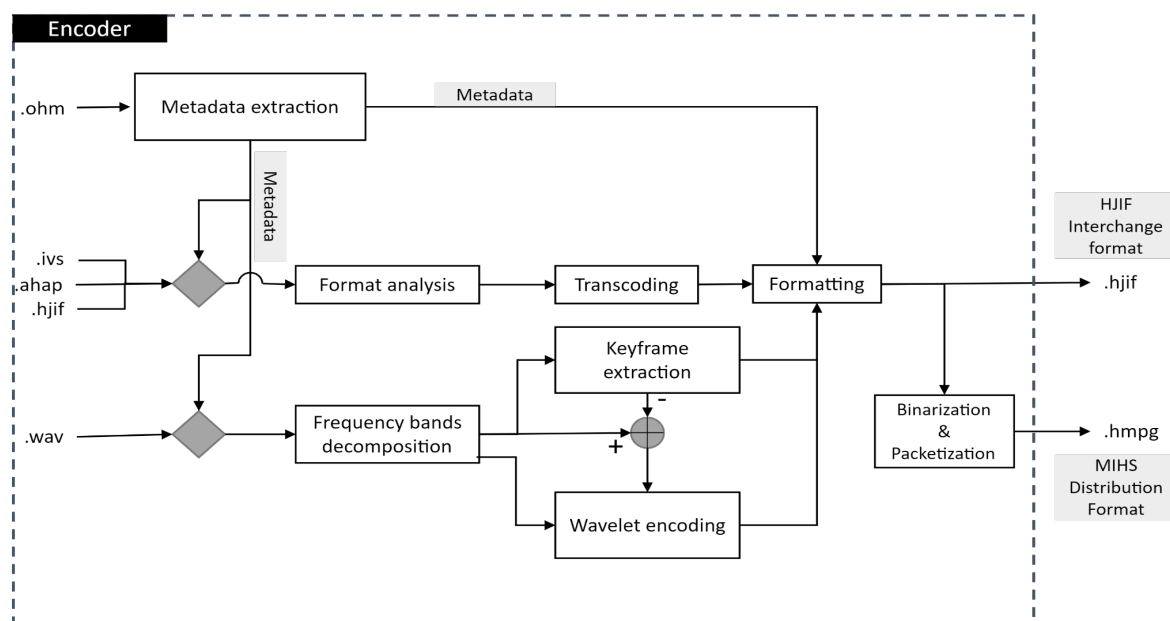 Encoder
.ohm
Metadata extraction
Metadata
Metadata
.ivs
.ahap
.hjif
Format analysis
Transcoding
Formatting
HJIF
Interchange
format
.hjif
Keyframe
extraction
-
+
.wav
Frequency bands
decomposition
Wavelet encoding
Binarization
&
Packetization
.hmpg
MIHS
Distribution
Format